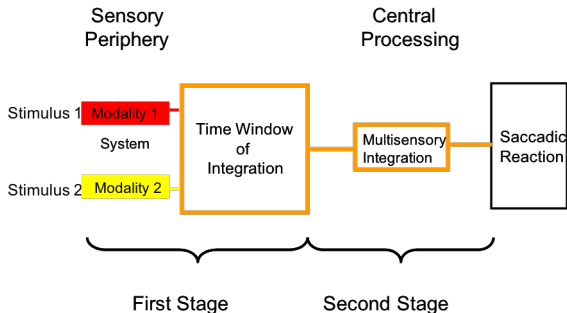 Sensory
Periphery
Central
Processing
Stimulus 1
Modality 1
System
Stimulus 2
Modality 2
Time Window
of
Integration
Multisensory
Integration
Saccadic
Reaction
First Stage
Second Stage